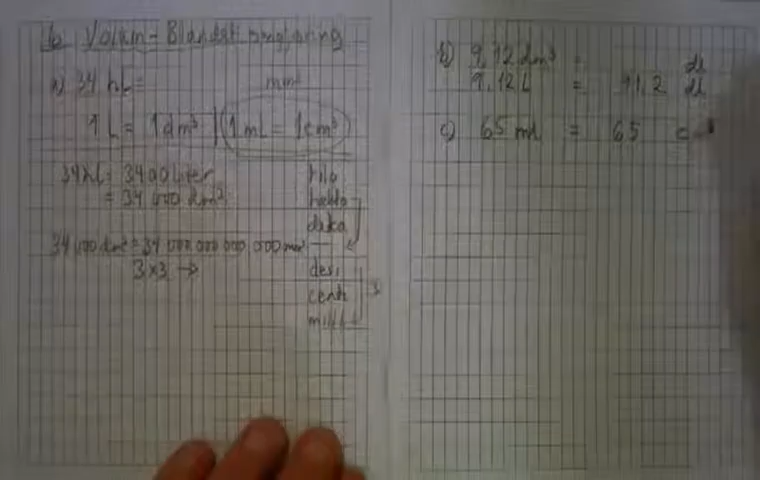 b Volum - Blandet
a) 34 hL = mm³
1 L = 1 dm³ | 1 mL = 1 cm³
34 hL = 3400 liter
= 34 000 dm³
kilo
hekto
deka
desi
centi
milli
3
34 000 dm³ = 34 000 000 000 000 mm³
3 x 3 →
b) 9,12 dm³ = dl
9,12 L = 91,2 dl
c) 65 ml = 65 c